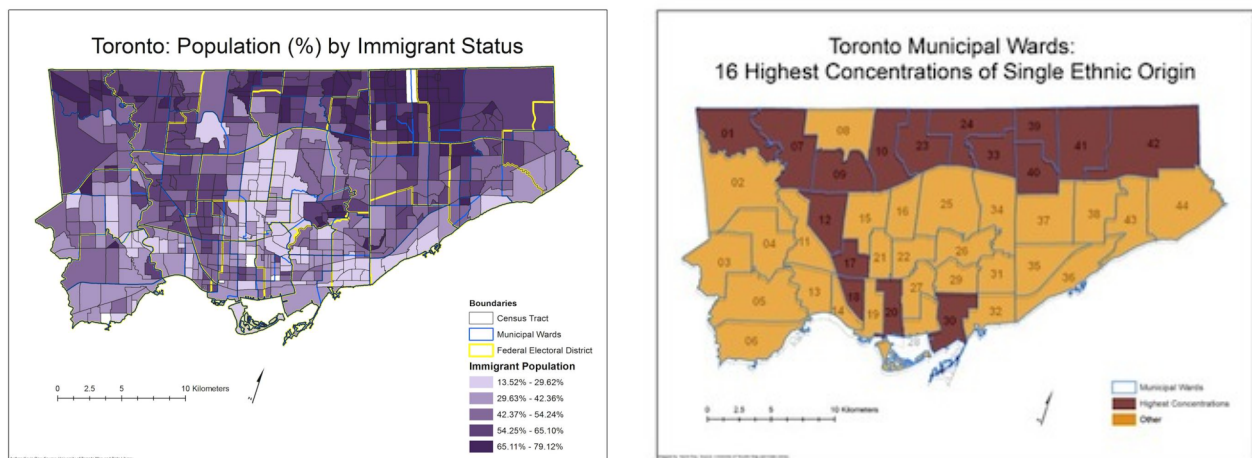 Toronto: Population (%) by Immigrant Status
Boundaries
Census Tract
Municipal Wards
Federal Electoral District
Immigrant Population
13.52% - 29.62%
29.63% - 42.36%
42.37% - 54.24%
54.25% - 65.10%
65.11% - 79.12%
0 2.5 5 10 Kilometers
Toronto Municipal Wards:
16 Highest Concentrations of Single Ethnic Origin
01
07
08
10
23
24
39
33
41
42
09
40
02
12
15
16
25
34
37
38
43
44
11
04
03
17
21
22
26
29
31
35
36
05
13
14
18
19
20
27
30
32
28
06
Municipal Wards
Highest Concentrations
Other
0 2.5 5 10 Kilometers